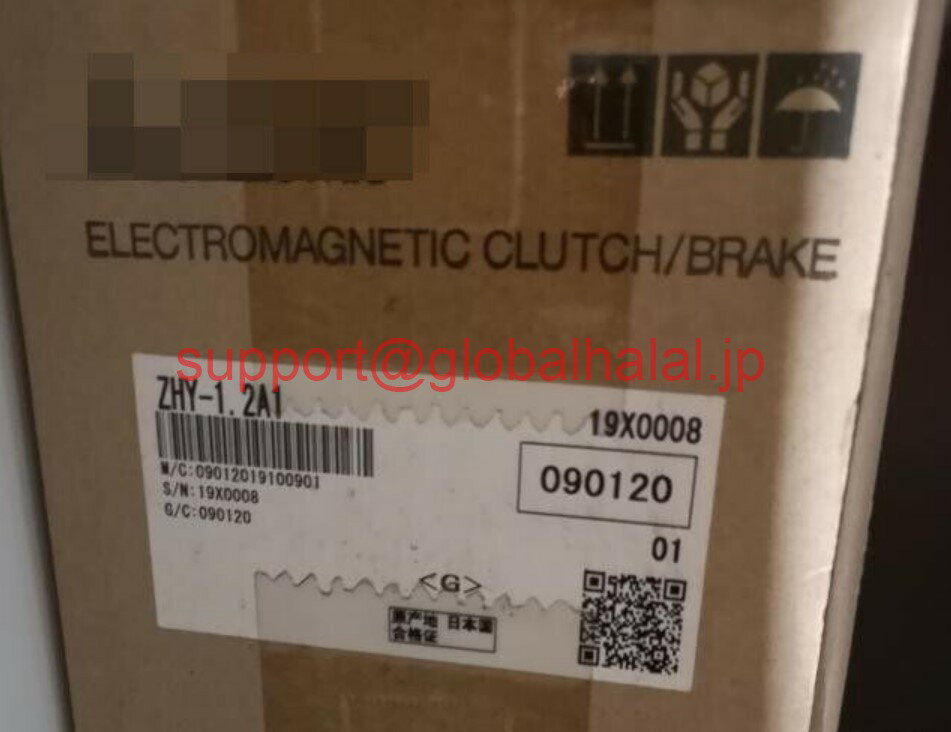 ELECTROMAGNETIC CLUTCH/BRAKE
support@globalhalal.jp
ZHY-1.2A1
19X0008
M/C:09012019100901
S/N:19X0008
G/C:090120
090120
01
<G>
原产地 日本国
合格证